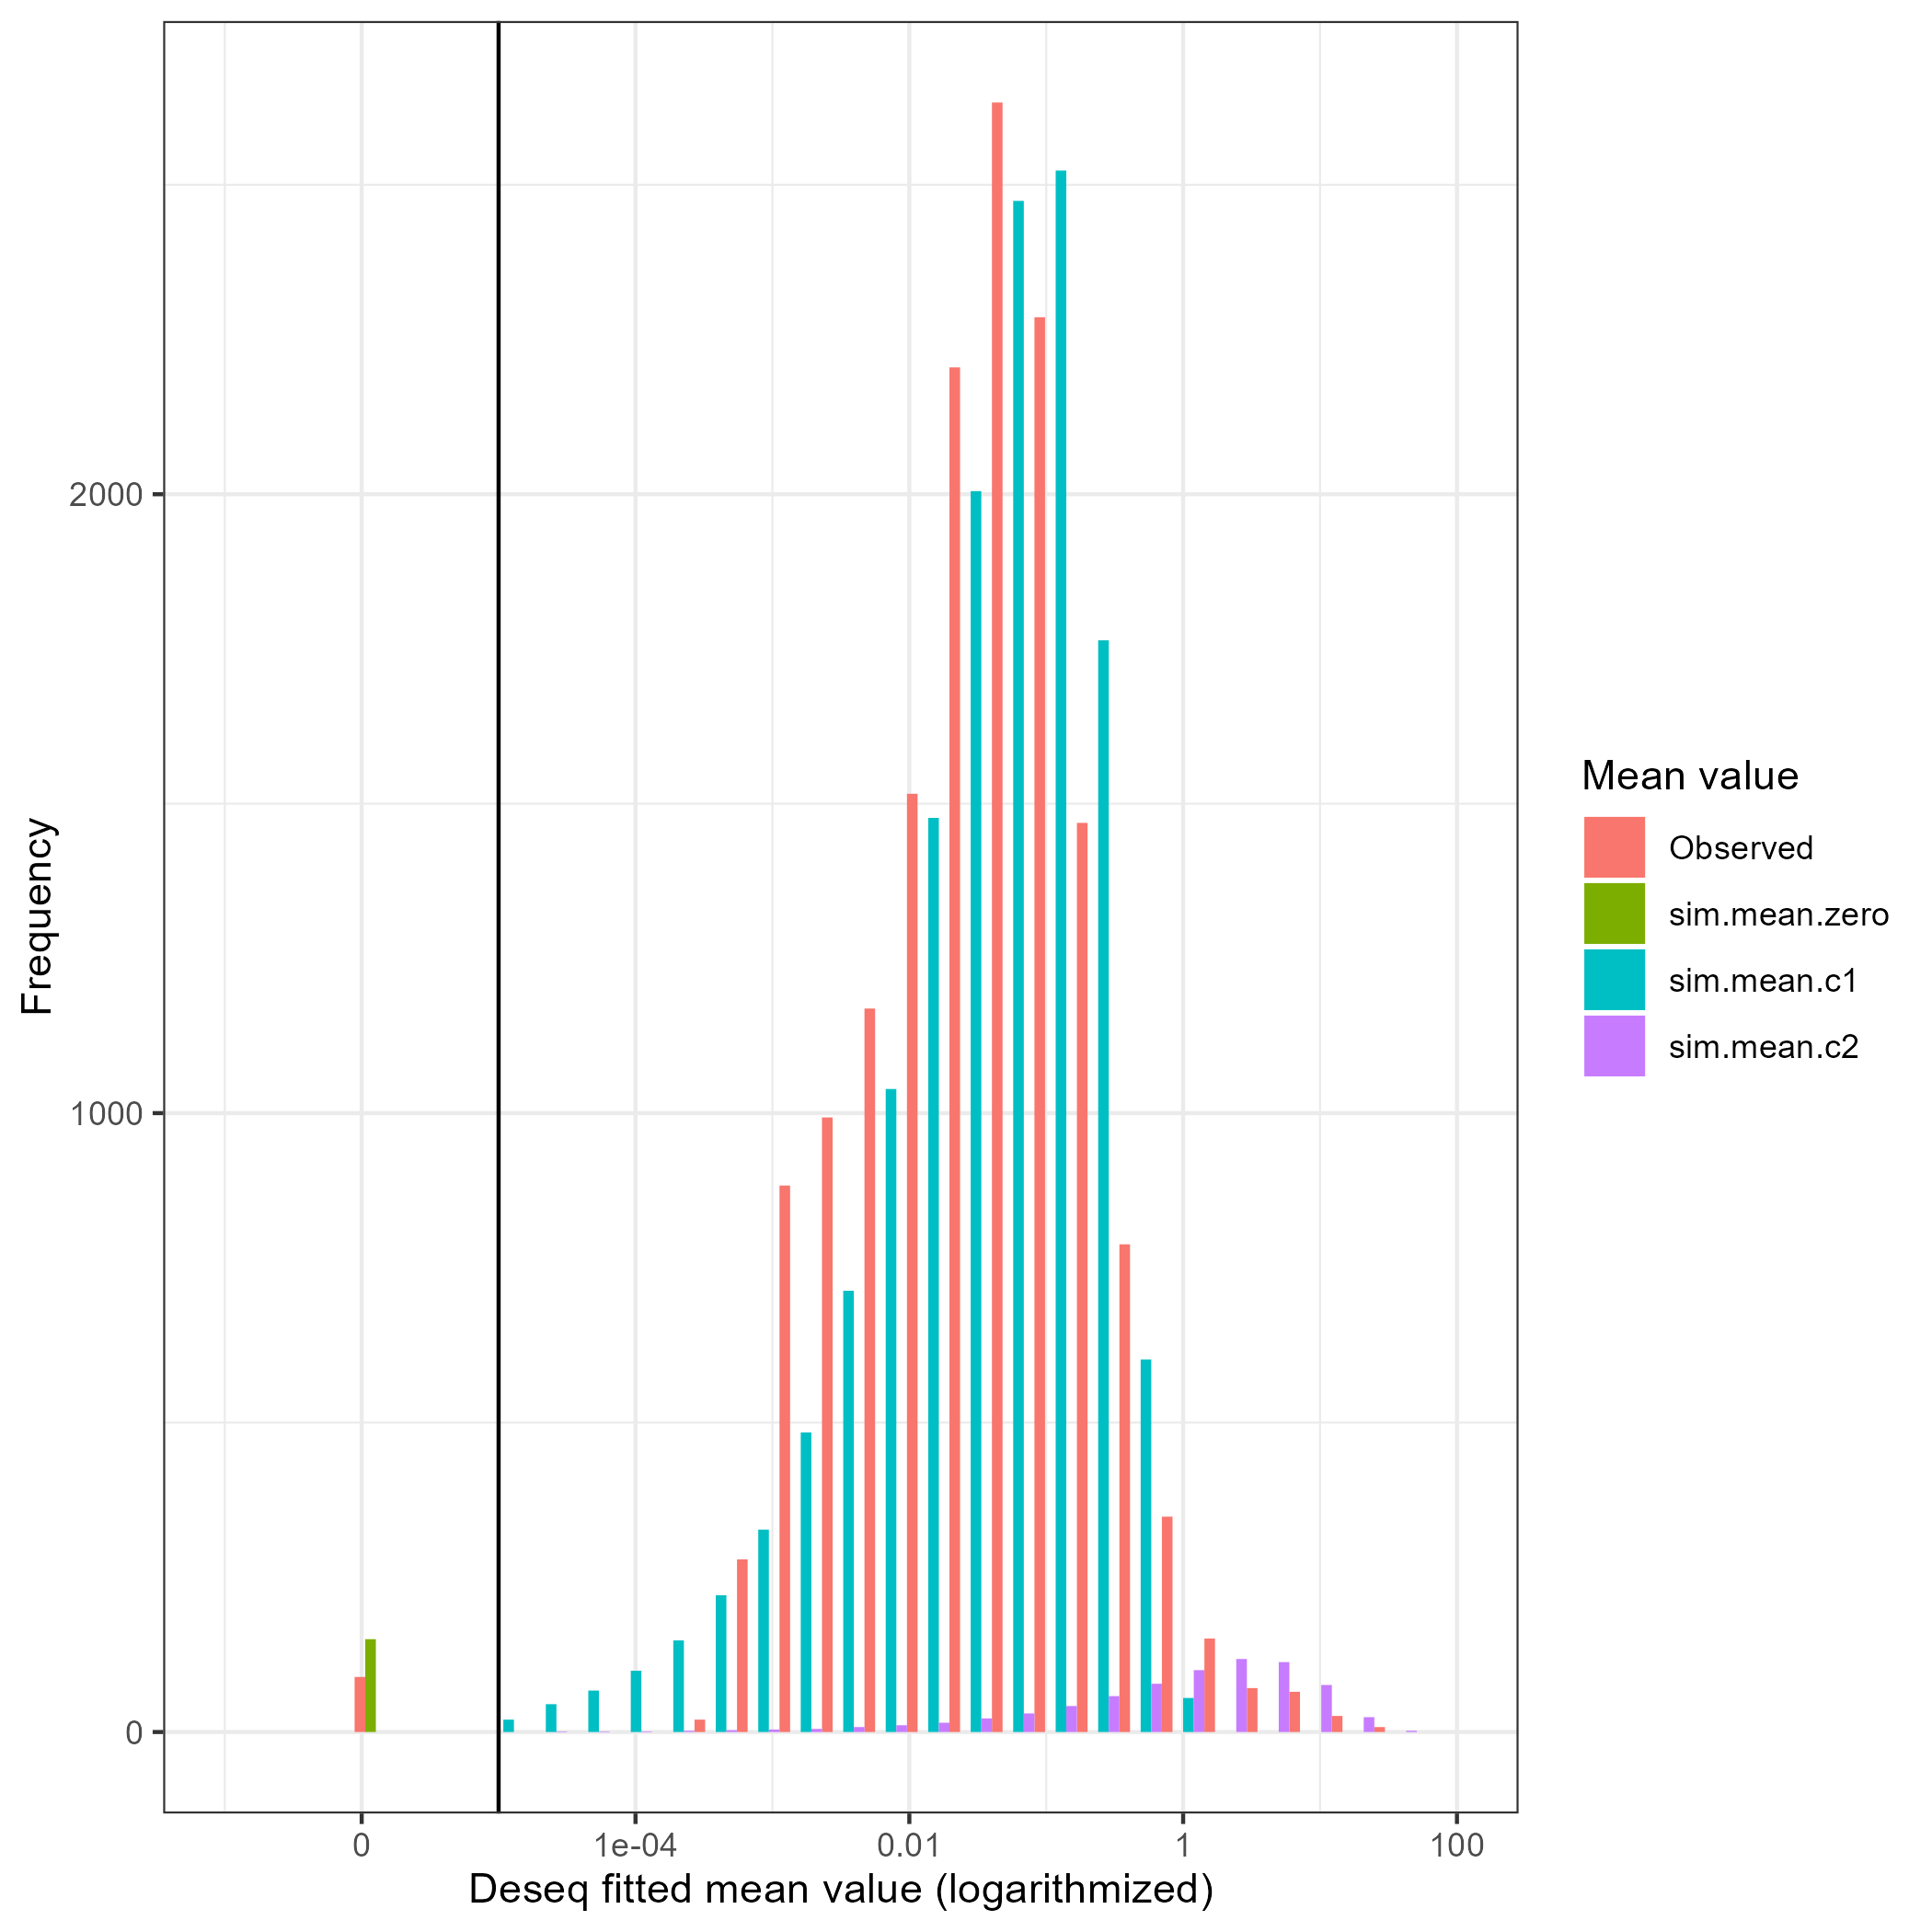 Frequency
2000
1000
0
0
1e-04
0.01
1
100
Deseq fitted mean value (logarithmized)
Mean value
Observed
sim.mean.zero
sim.mean.c1
sim.mean.c2